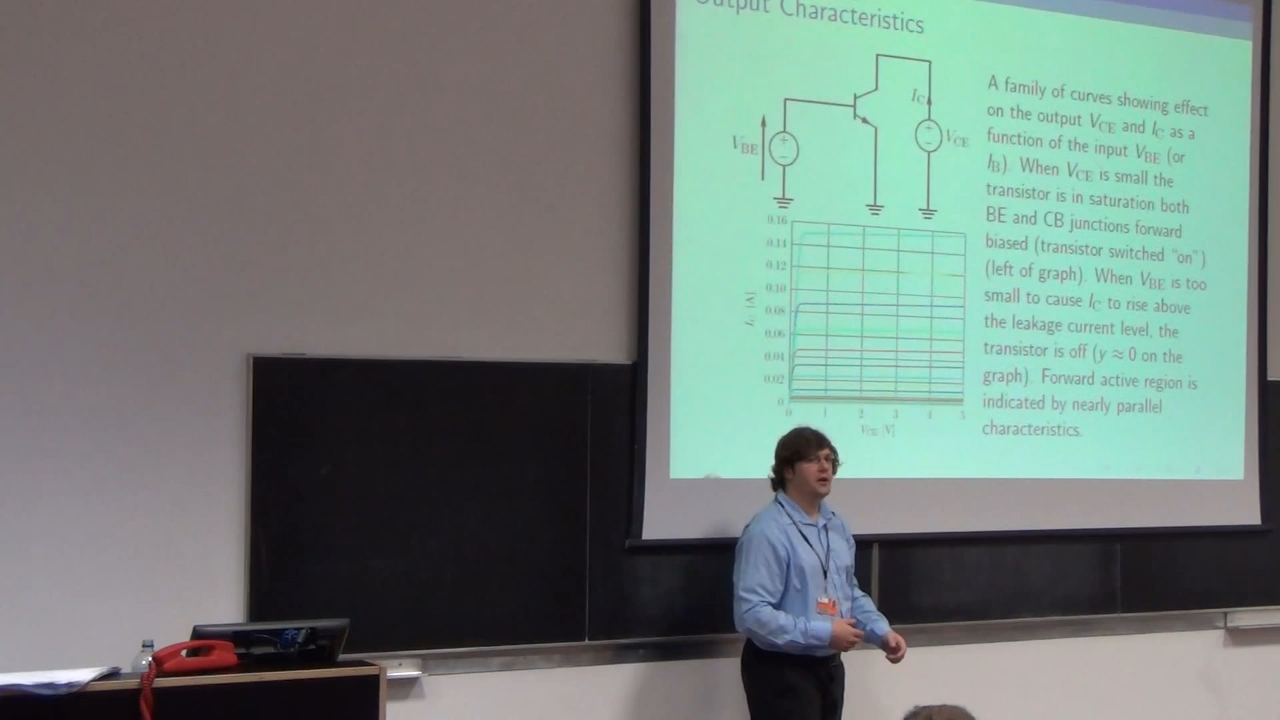 Output Characteristics
I_C
V_BE
V_CE
A family of curves showing effect
on the output V_CE and I_C as a
function of the input V_BE (or
I_B). When V_CE is small the
transistor is in saturation both
BE and CB junctions forward
biased (transistor switched "on")
(left of graph). When V_BE is too
small to cause I_C to rise above
the leakage current level, the
transistor is off (y ≈ 0 on the
graph). Forward active region is
indicated by nearly parallel
characteristics.
0.16
0.14
0.12
0.10
0.08
0.06
0.04
0.02
0
I_C [A]
0 1 2 3 4 5
V_CE [V]